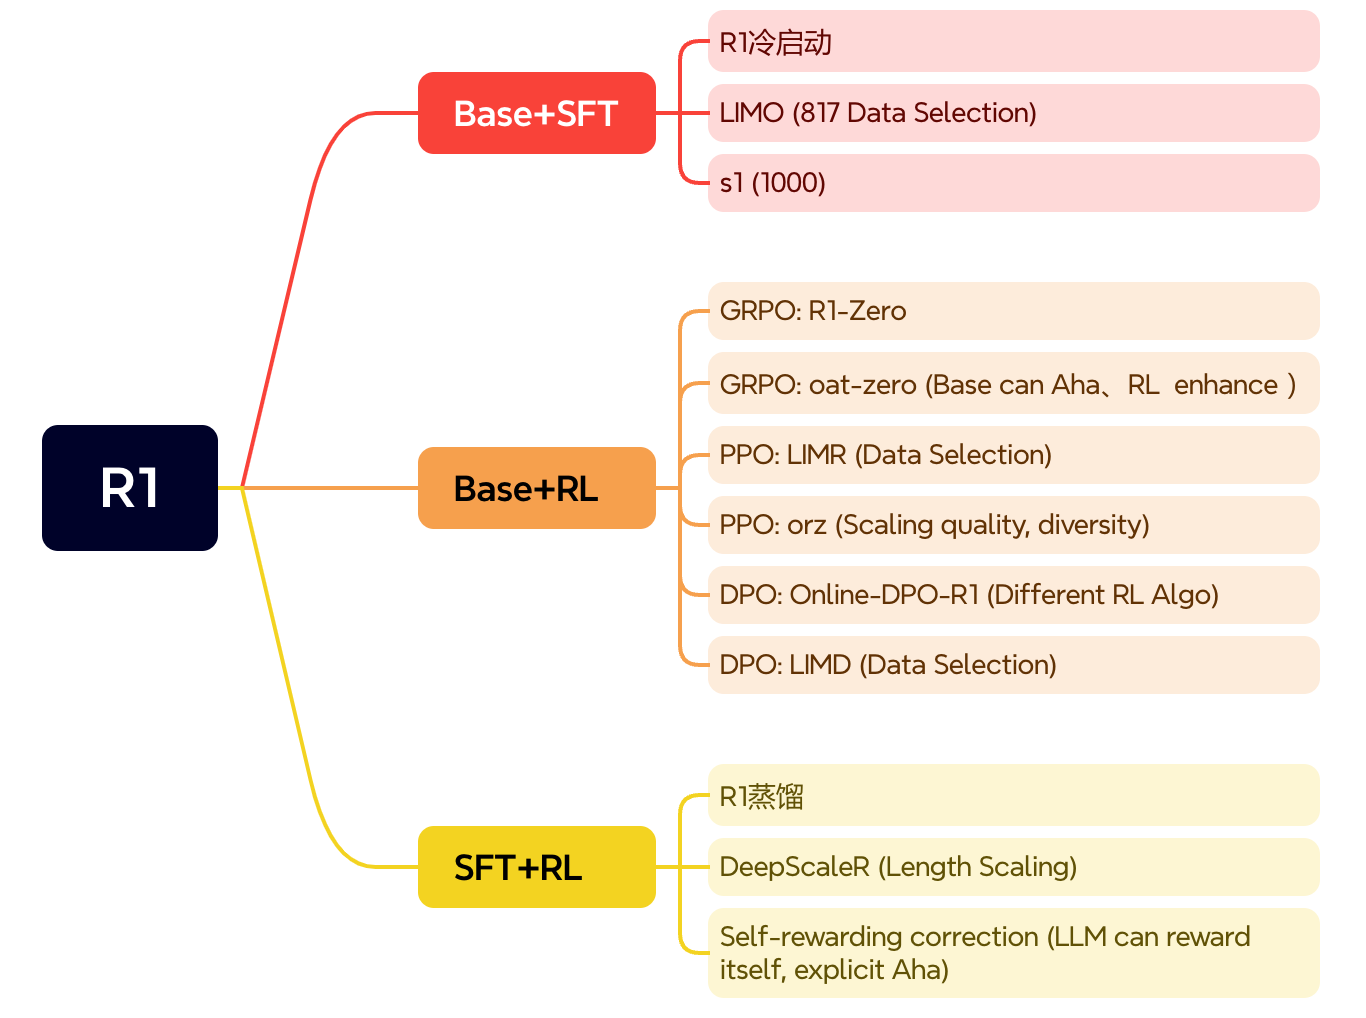 R1
Base+SFT
R1冷启动
LIMO (817 Data Selection)
s1 (1000)
Base+RL
GRPO: R1-Zero
GRPO: oat-zero (Base can Aha、RL  enhance )
PPO: LIMR (Data Selection)
PPO: orz (Scaling quality, diversity)
DPO: Online-DPO-R1 (Different RL Algo)
DPO: LIMD (Data Selection)
SFT+RL
R1蒸馏
DeepScaleR (Length Scaling)
Self-rewarding correction (LLM can reward
itself, explicit Aha)